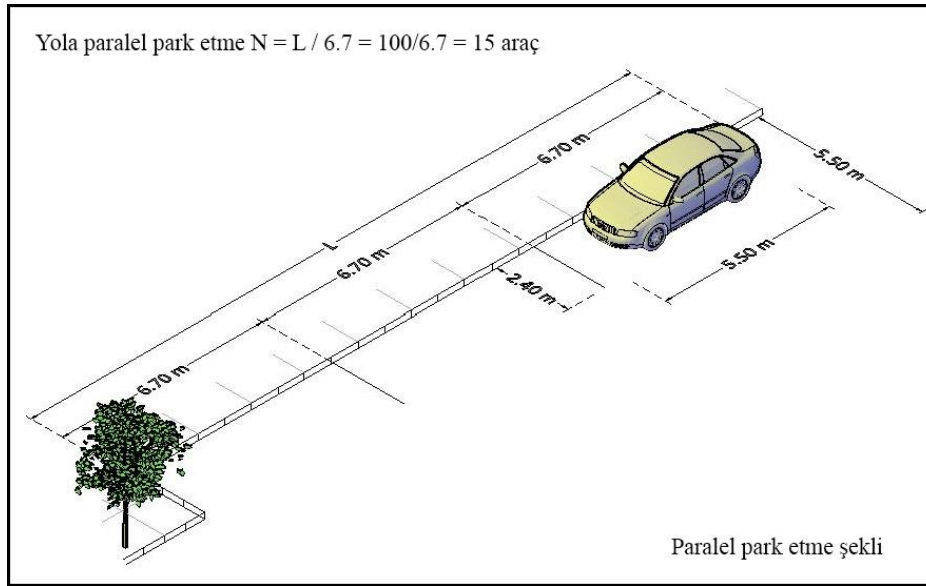 Yola paralel park etme N = L / 6.7 = 100/6.7 = 15 araç
6.70 m
5.50 m
L
6.70 m
5.50 m
2.40 m
6.70 m
Paralel park etme şekli